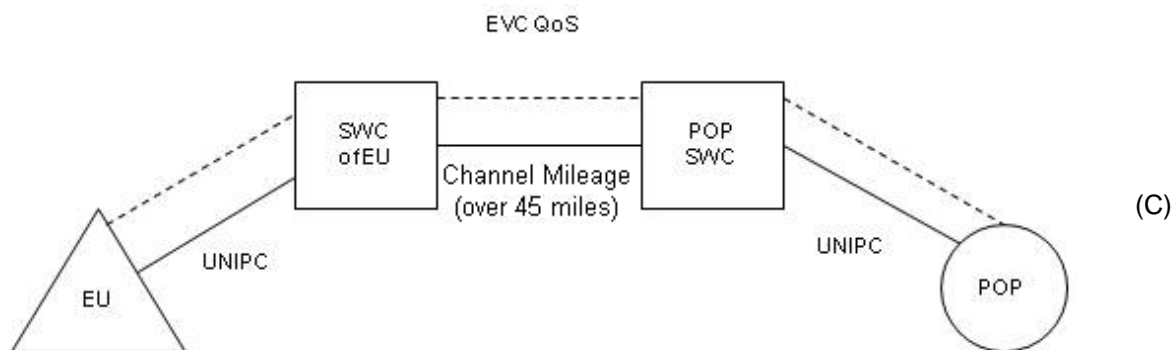 EVC QoS
SWC
ofEU
POP
SWC
Channel Mileage
(over 45 miles)
(C)
UNIPC
UNIPC
EU
POP